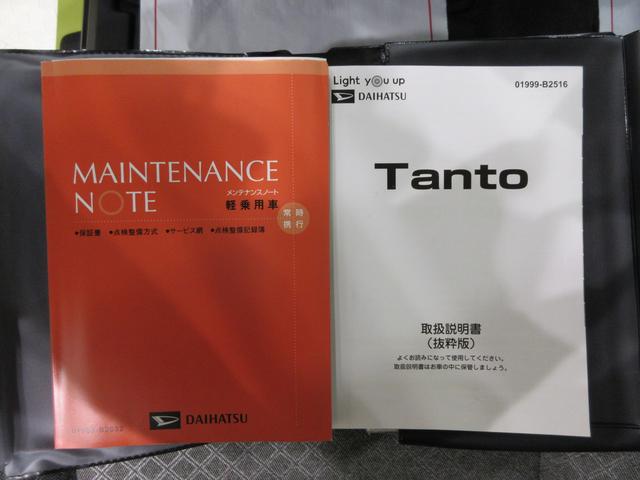 MAINTENANCE
NOTE
メンテナンスノート
軽乗用車
常時
携行
●保証書 ●点検整備方式 ●サービス網 ●点検整備記録簿
DAIHATSU
Light you up
DAIHATSU
01999-B2516
Tanto
取扱説明書
(抜粋版)
よくお読みになって使用してください。
取扱説明書はお車の中に保管しましょう。